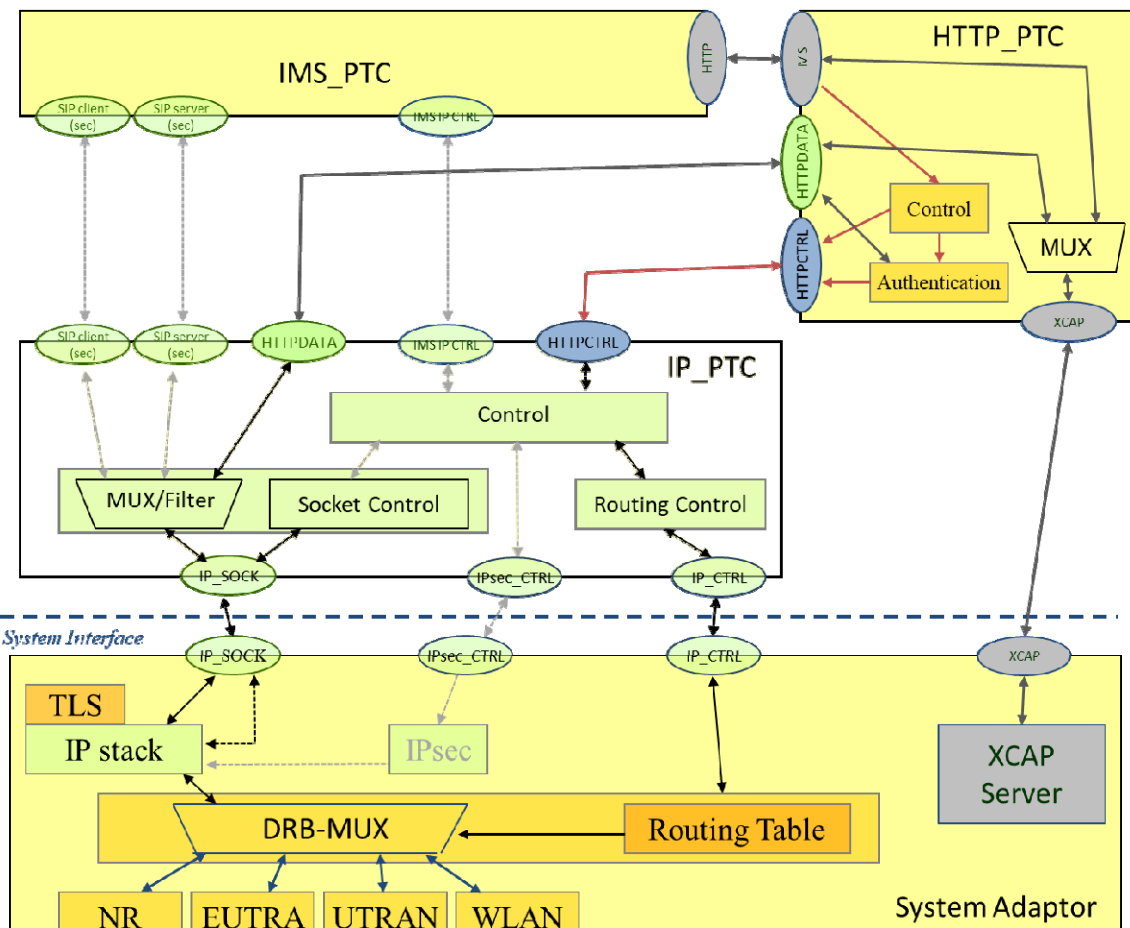 IMS_PTC
HTTP
IMS
HTTP_PTC
SIP client
(sec)
SIP server
(sec)
IMSIP CTRL
HTTPDATA
HTTPCTRL
Control
Authentication
MUX
XCAP
SIP client
(sec)
SIP server
(sec)
HTTPDATA
IMSIP CTRL
HTTPCTRL
IP_PTC
Control
MUX/Filter
Socket Control
Routing Control
IP_SOCK
IPsec_CTRL
IP_CTRL
System Interface
IP_SOCK
IPsec_CTRL
IP_CTRL
XCAP
TLS
IP stack
IPsec
XCAP
Server
DRB-MUX
Routing Table
NR
EUTRA
UTRAN
WLAN
System Adaptor